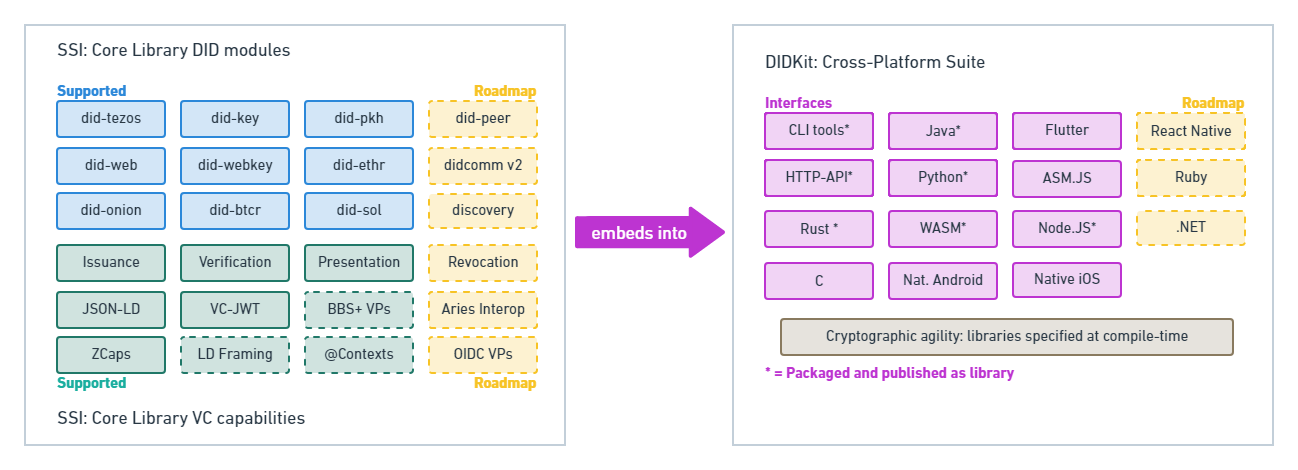 SSI: Core Library DID modules
Supported Roadmap
did-tezos did-key did-pkh did-peer
did-web did-webkey did-ethr didcomm v2
did-onion did-btcr did-sol discovery
Issuance Verification Presentation Revocation
JSON-LD VC-JWT BBS+ VPs Aries Interop
ZCaps LD Framing @Contexts OIDC VPs
Supported Roadmap
SSI: Core Library VC capabilities
embeds into
DIDKit: Cross-Platform Suite
Interfaces Roadmap
CLI tools* Java* Flutter React Native
HTTP-API* Python* ASM.JS Ruby
Rust * WASM* Node.JS* .NET
C Nat. Android Native iOS
Cryptographic agility: libraries specified at compile-time
* = Packaged and published as library